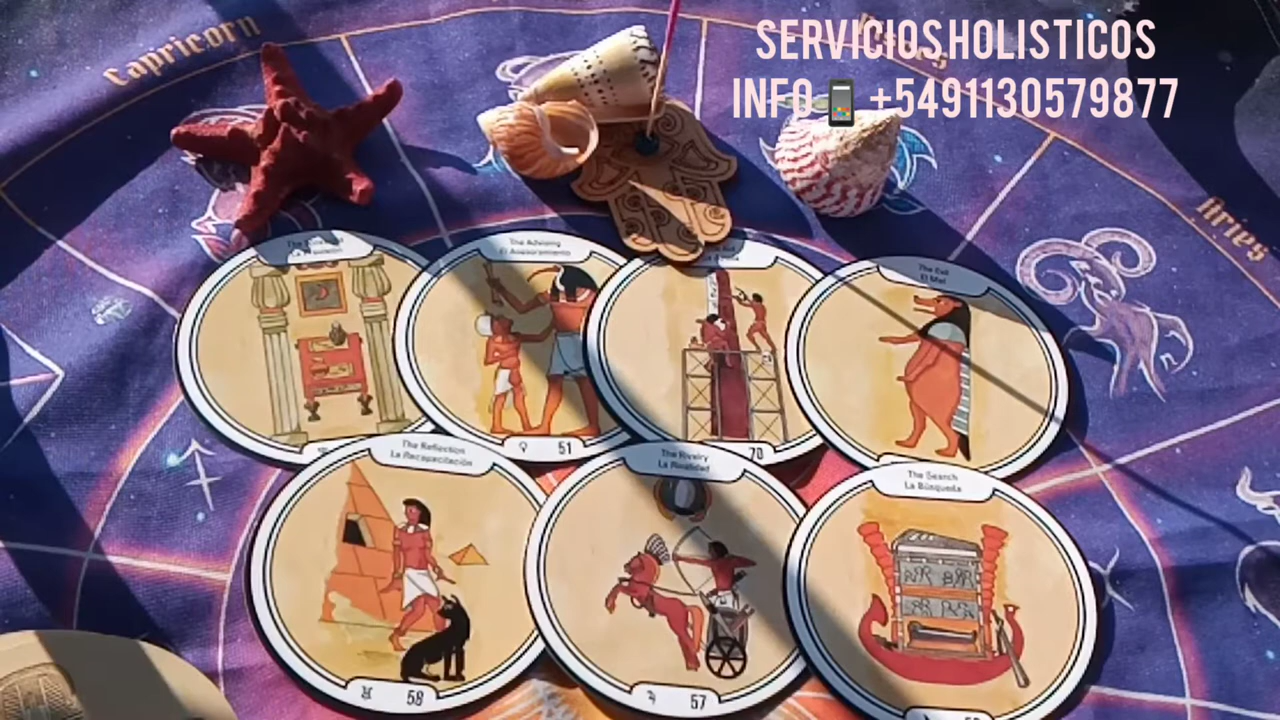 SERVICIOS HOLISTICOS
INFO +5491130579877
Capricorn
Aries
The Advising
El Asesoramiento
51
70
The Evil
El Mal
The Reflection
La Recapacitación
58
The Rivalry
La Rivalidad
57
The Search
La Búsqueda